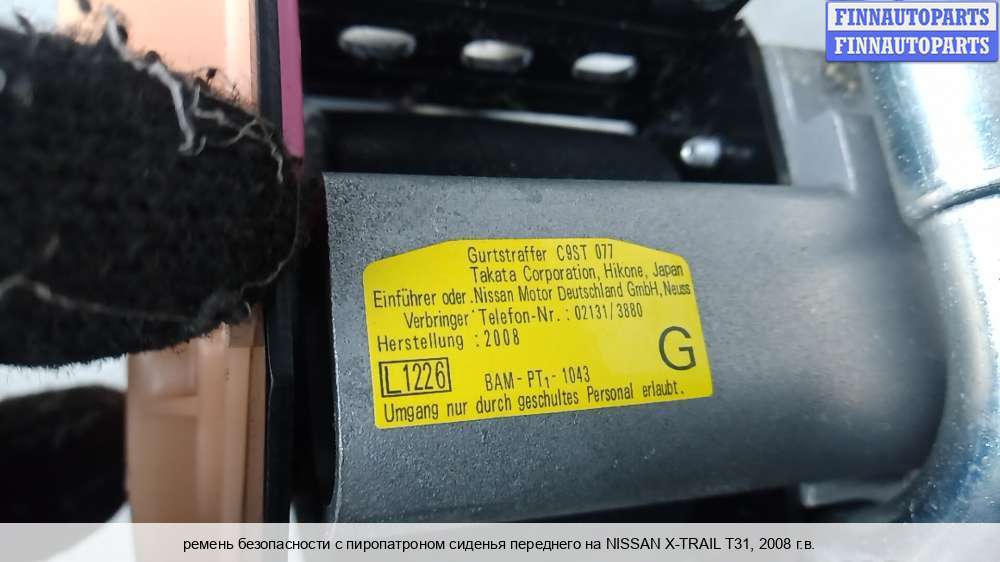 FINNAUTOPARTS
FINNAUTOPARTS
Gurtstraffer C9ST 077
Takata Corporation, Hikone, Japan
Einführer oder Nissan Motor Deutschland GmbH, Neuss
Verbringer Telefon-Nr. : 02131/3880
Herstellung : 2008
G
L1226 BAM-PT₁-1043
Umgang nur durch geschultes Personal erlaubt.
ремень безопасности с пиропатроном сиденья переднего на NISSAN X-TRAIL T31, 2008 г.в.